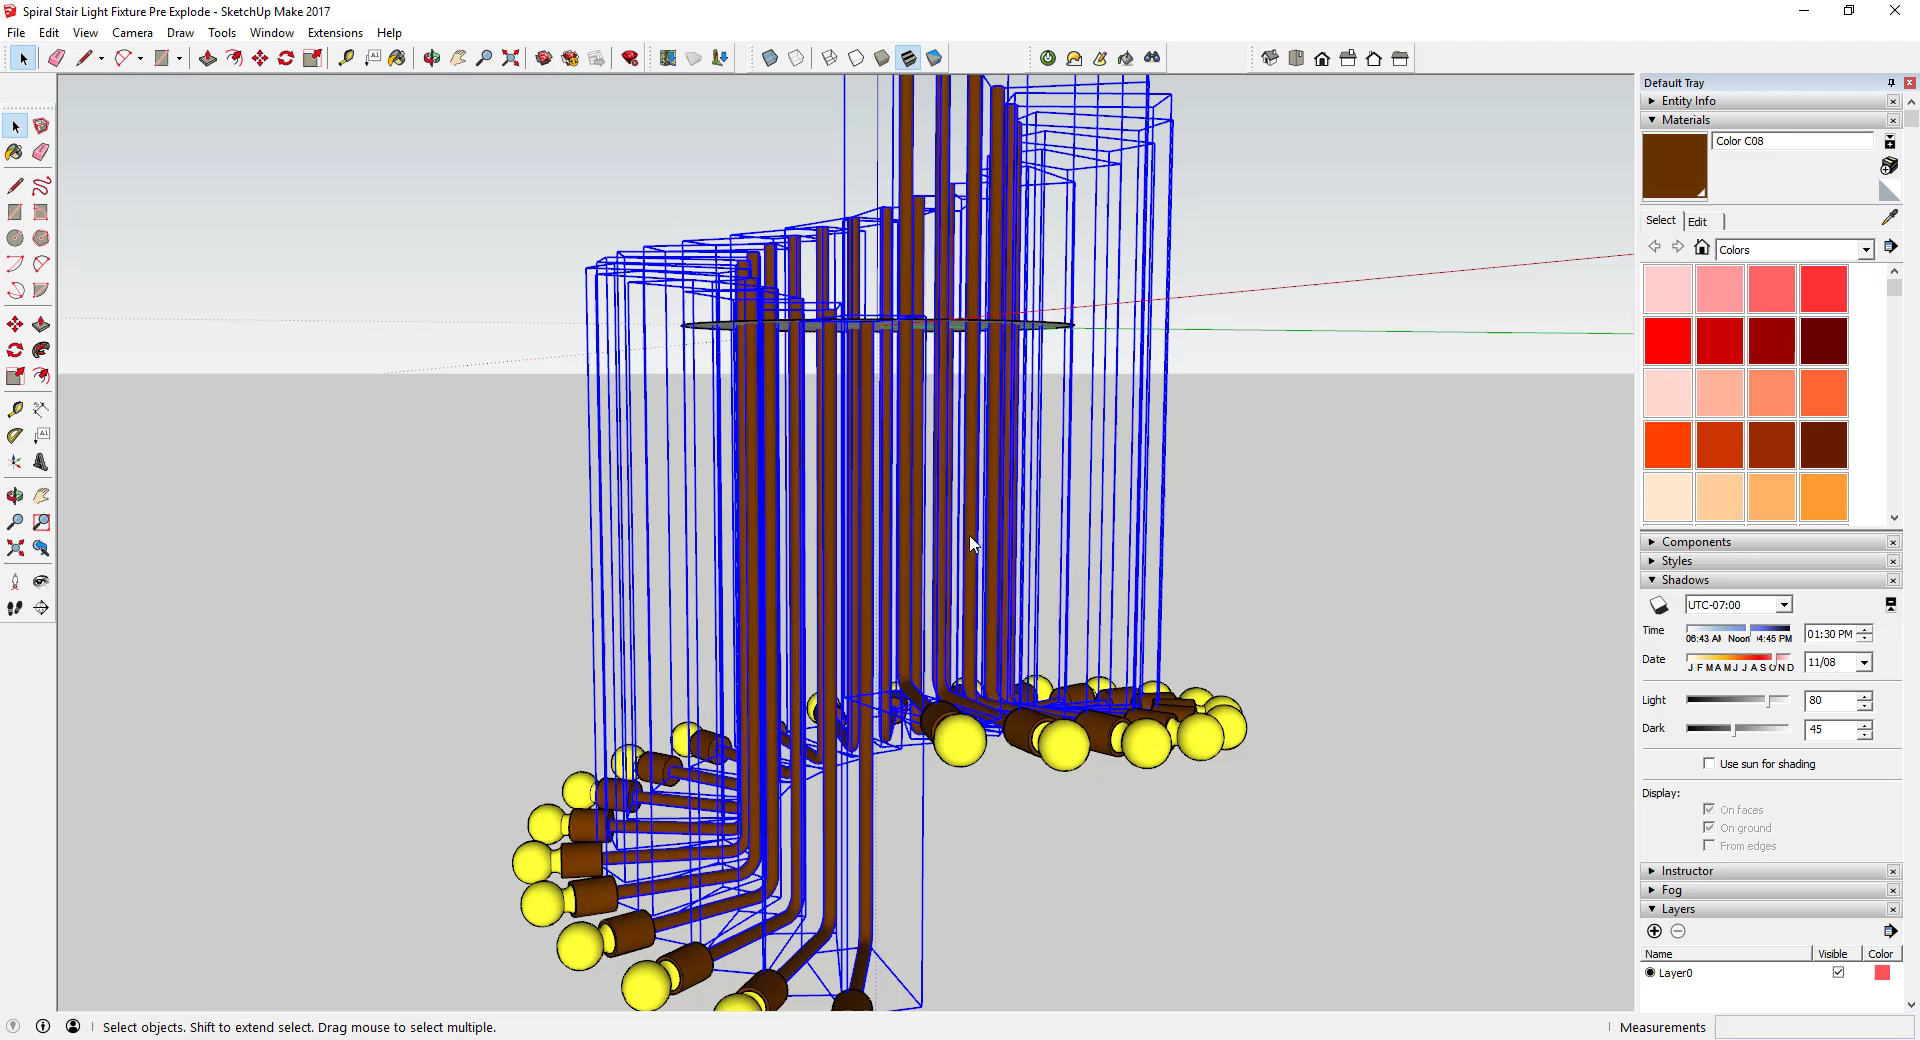 Spiral Stair Light Fixture Pre Explode - SketchUp Make 2017
File Edit View Camera Draw Tools Window Extensions Help
Default Tray
Entity Info
Materials
Color C08
Select Edit
Colors
Components
Styles
Shadows
UTC-07:00
Time
06:43 AM Noon 04:45 PM
01:30 PM
Date
J F M A M J J A S O N D
11/08
Light 80
Dark 45
Use sun for shading
Display:
On faces
On ground
From edges
Instructor
Fog
Layers
Name Visible Color
Layer0
Select objects. Shift to extend select. Drag mouse to select multiple.
Measurements